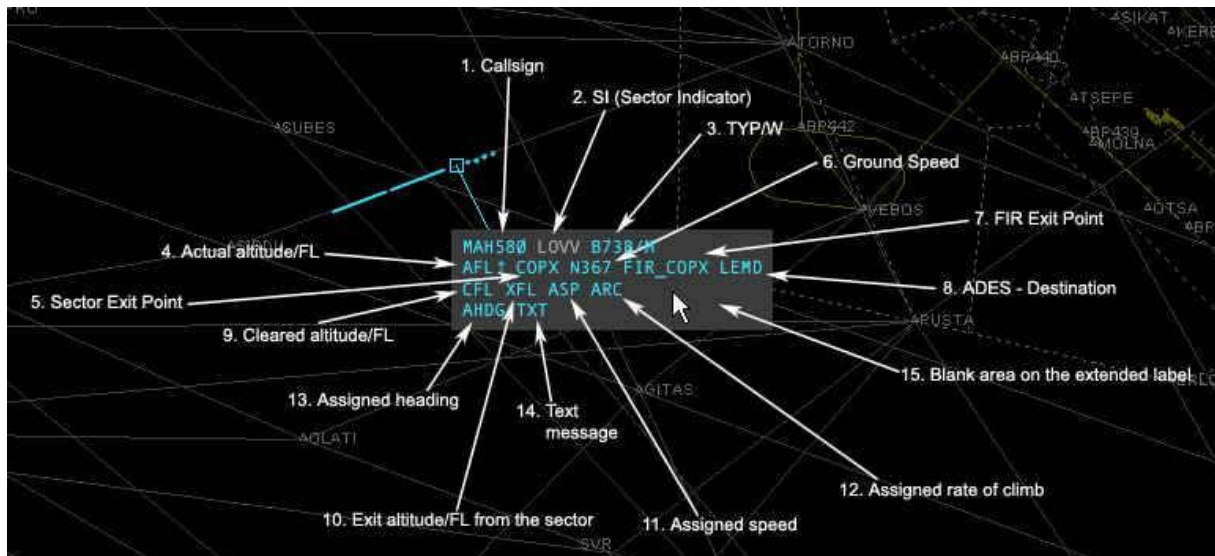 ASIKAT
AKERE
ATORNO
ABP440
1. Callsign
2. SI (Sector Indicator)
ATSEPE
ASUBES
3. TYP/W
ABP442
ABP439
AMOLNA
6. Ground Speed
AVEBOS
AOTSA
7. FIR Exit Point
ABR
MAH580 LOVV B738/M
4. Actual altitude/FL
AFL↑ COPX N367 FIR_COPX LEMD
5. Sector Exit Point
CFL XFL ASP ARC
8. ADES - Destination
AHDG TXT
9. Cleared altitude/FL
ARUSTA
15. Blank area on the extended label
AGITAS
13. Assigned heading
14. Text
message
AOLATI
12. Assigned rate of climb
10. Exit altitude/FL from the sector
11. Assigned speed
SVR